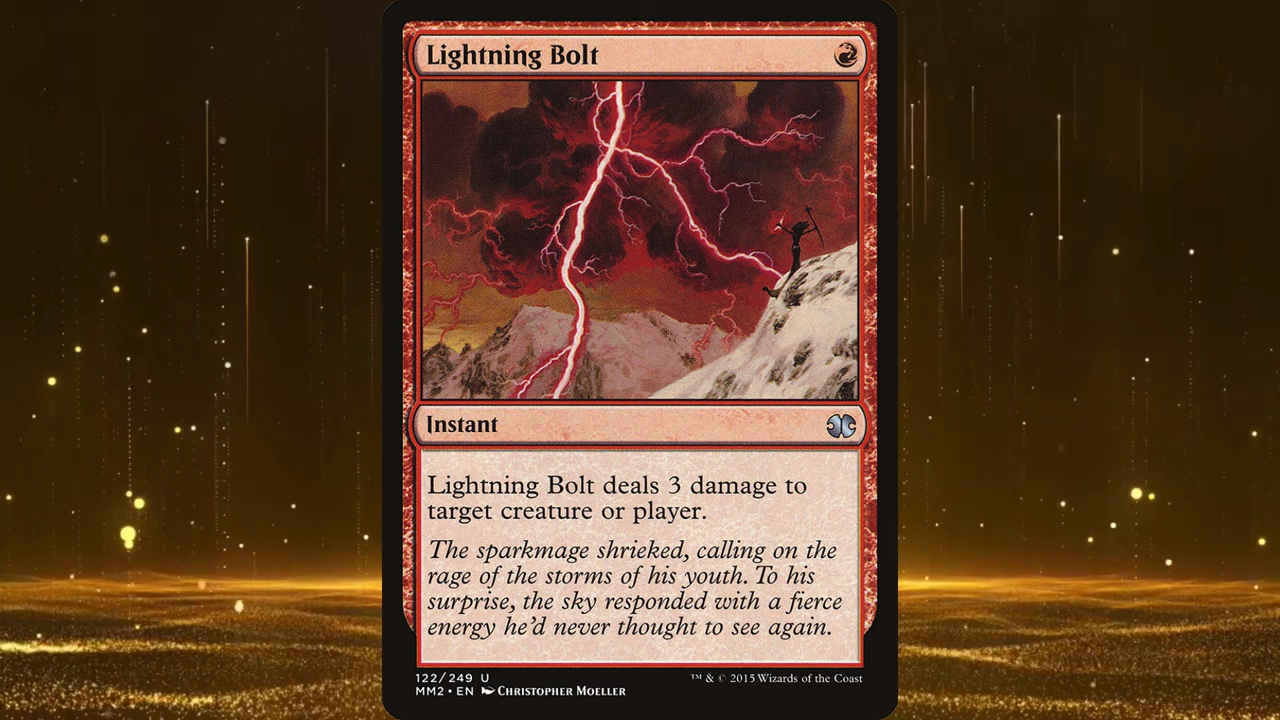 Lightning Bolt
Instant
Lightning Bolt deals 3 damage to
target creature or player.
The sparkmage shrieked, calling on the
rage of the storms of his youth. To his
surprise, the sky responded with a fierce
energy he'd never thought to see again.
122/249 U
MM2 • EN Christopher Moeller
™ & © 2015 Wizards of the Coast